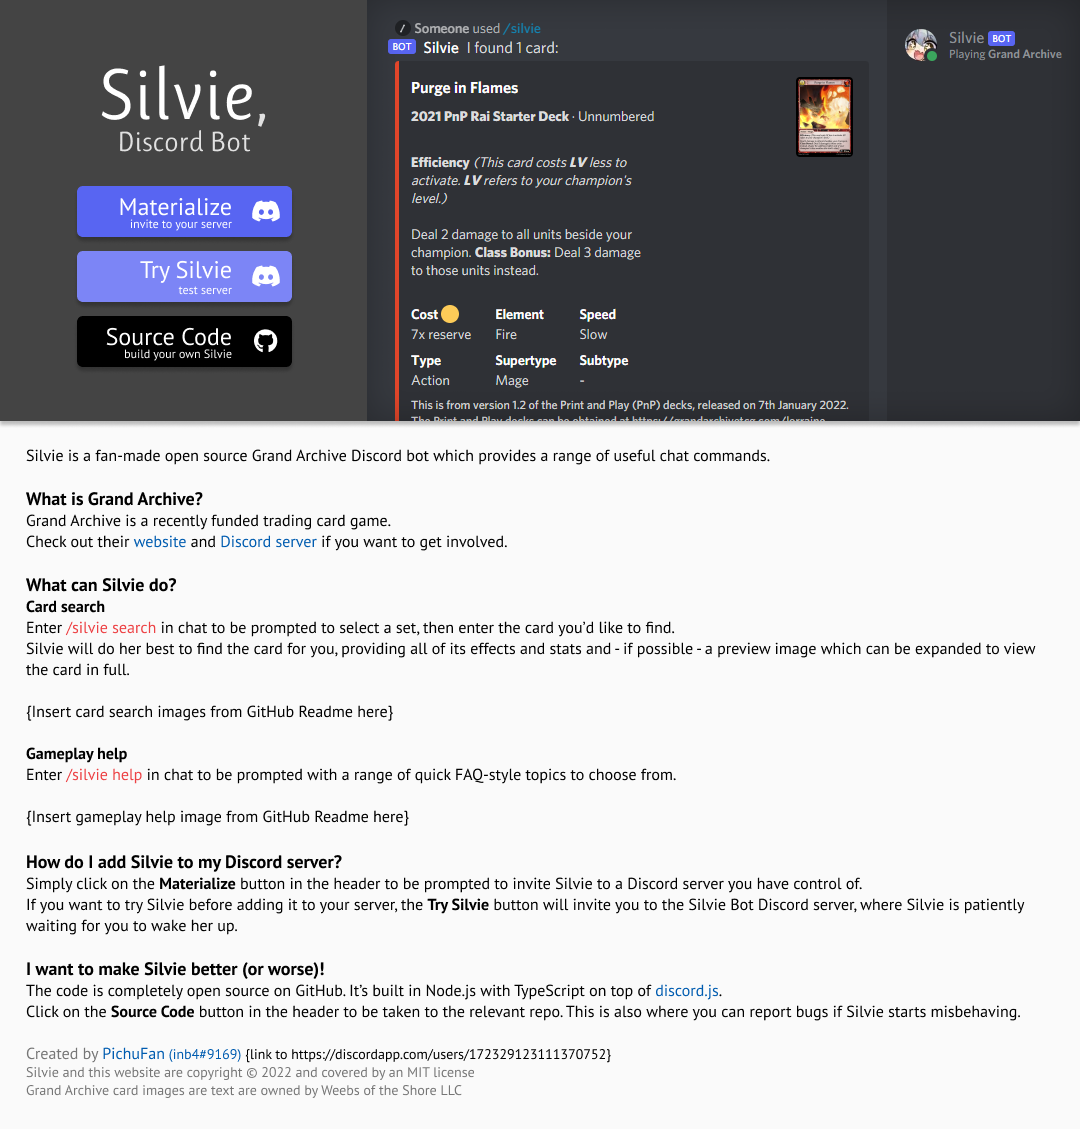 Silvie,
Discord Bot
Materialize
invite to your server
Try Silvie
test server
Source Code
build your own Silvie
/ Someone used /silvie
BOT Silvie I found 1 card:
Purge in Flames
2021 PnP Rai Starter Deck · Unnumbered
Efficiency (This card costs LV less to
activate. LV refers to your champion's
level.)
Deal 2 damage to all units beside your
champion. Class Bonus: Deal 3 damage
to those units instead.
Cost Element Speed
7x reserve Fire Slow
Type Supertype Subtype
Action Mage -
This is from version 1.2 of the Print and Play (PnP) decks, released on 7th January 2022.
The Print and Play decks can be obtained at https://grandarchivetcg.com/lorraine
Silvie BOT
Playing Grand Archive
Silvie is a fan-made open source Grand Archive Discord bot which provides a range of useful chat commands.
What is Grand Archive?
Grand Archive is a recently funded trading card game.
Check out their website and Discord server if you want to get involved.
What can Silvie do?
Card search
Enter /silvie search in chat to be prompted to select a set, then enter the card you’d like to find.
Silvie will do her best to find the card for you, providing all of its effects and stats and - if possible - a preview image which can be expanded to view
the card in full.
{Insert card search images from GitHub Readme here}
Gameplay help
Enter /silvie help in chat to be prompted with a range of quick FAQ-style topics to choose from.
{Insert gameplay help image from GitHub Readme here}
How do I add Silvie to my Discord server?
Simply click on the Materialize button in the header to be prompted to invite Silvie to a Discord server you have control of.
If you want to try Silvie before adding it to your server, the Try Silvie button will invite you to the Silvie Bot Discord server, where Silvie is patiently
waiting for you to wake her up.
I want to make Silvie better (or worse)!
The code is completely open source on GitHub. It’s built in Node.js with TypeScript on top of discord.js.
Click on the Source Code button in the header to be taken to the relevant repo. This is also where you can report bugs if Silvie starts misbehaving.
Created by PichuFan (inb4#9169) {link to https://discordapp.com/users/172329123111370752}
Silvie and this website are copyright © 2022 and covered by an MIT license
Grand Archive card images are text are owned by Weebs of the Shore LLC